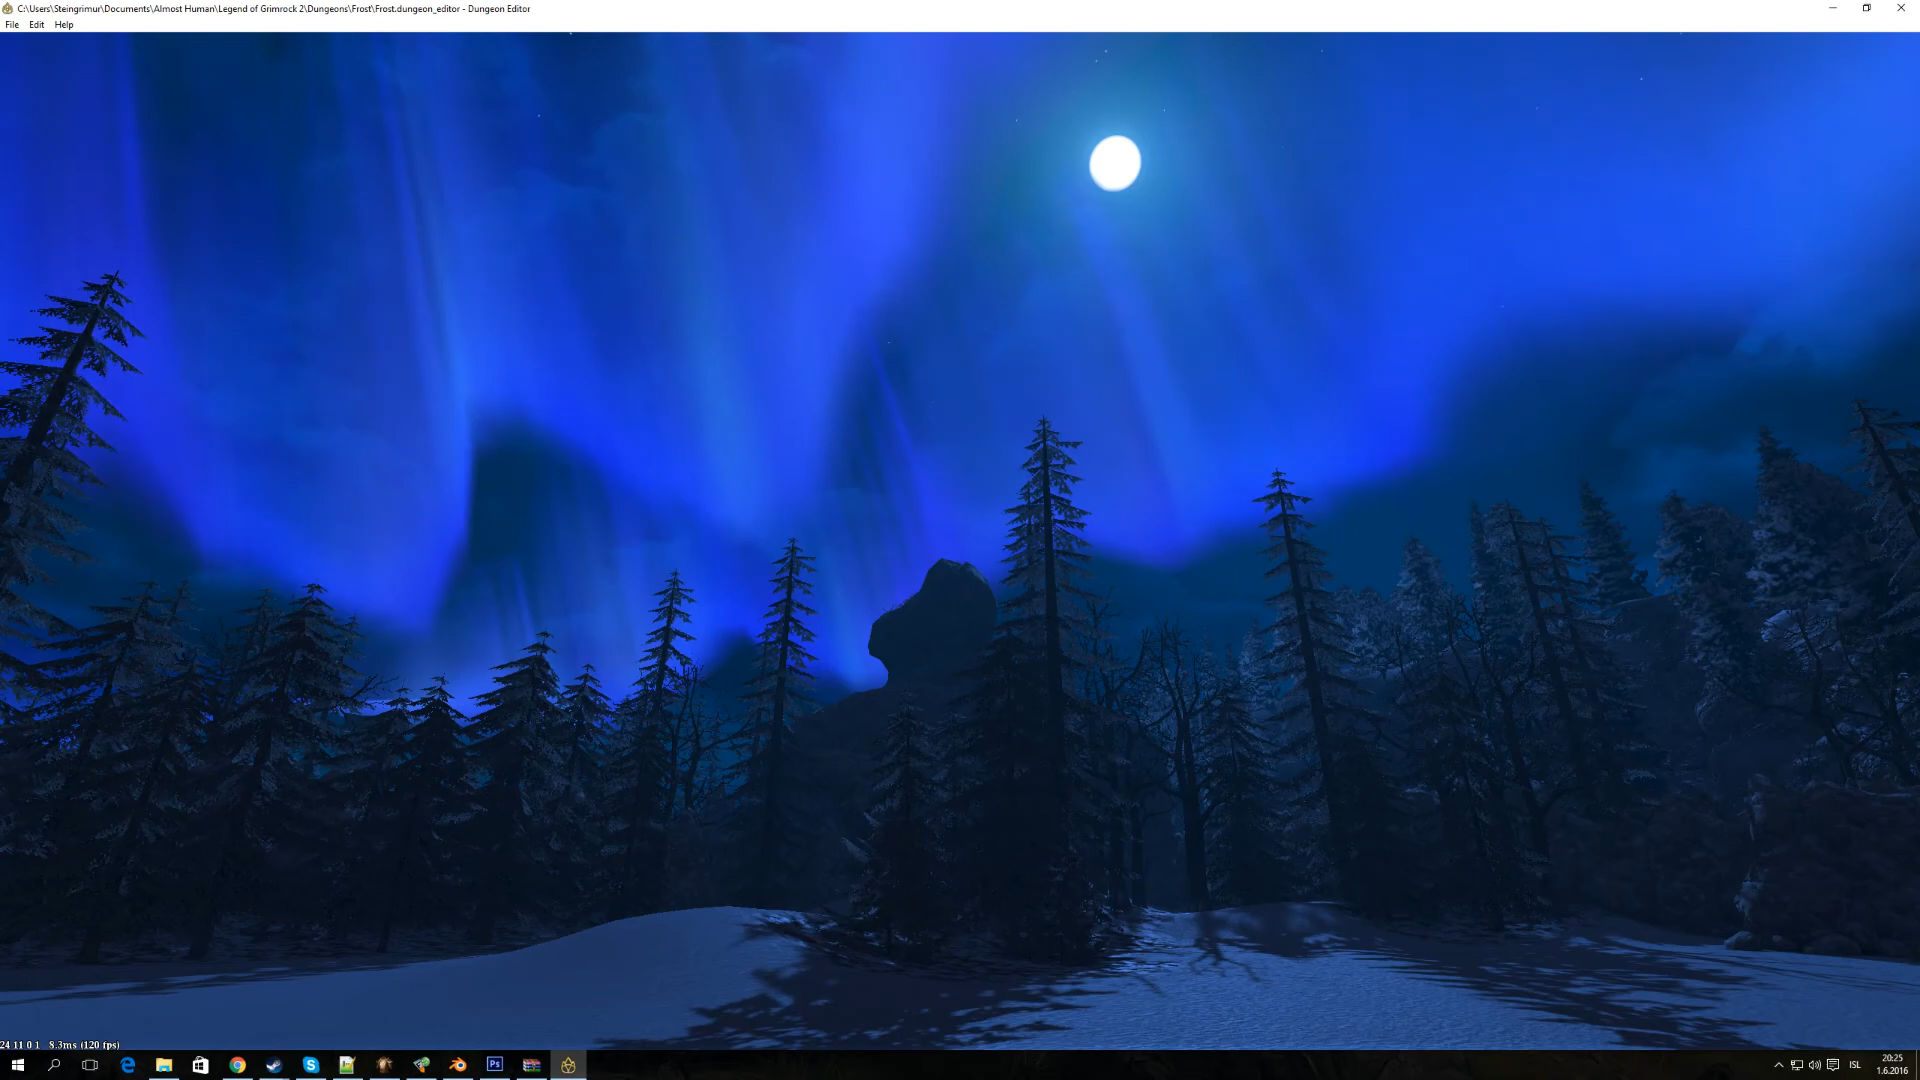 C:\Users\Steingrimur\Documents\Almost Human\Legend of Grimrock 2\Dungeons\Frost\Frost.dungeon_editor - Dungeon Editor
File Edit Help
24 11 0 1 8.3ms (120 fps)
Ps
ISL
20:25
1.6.2016